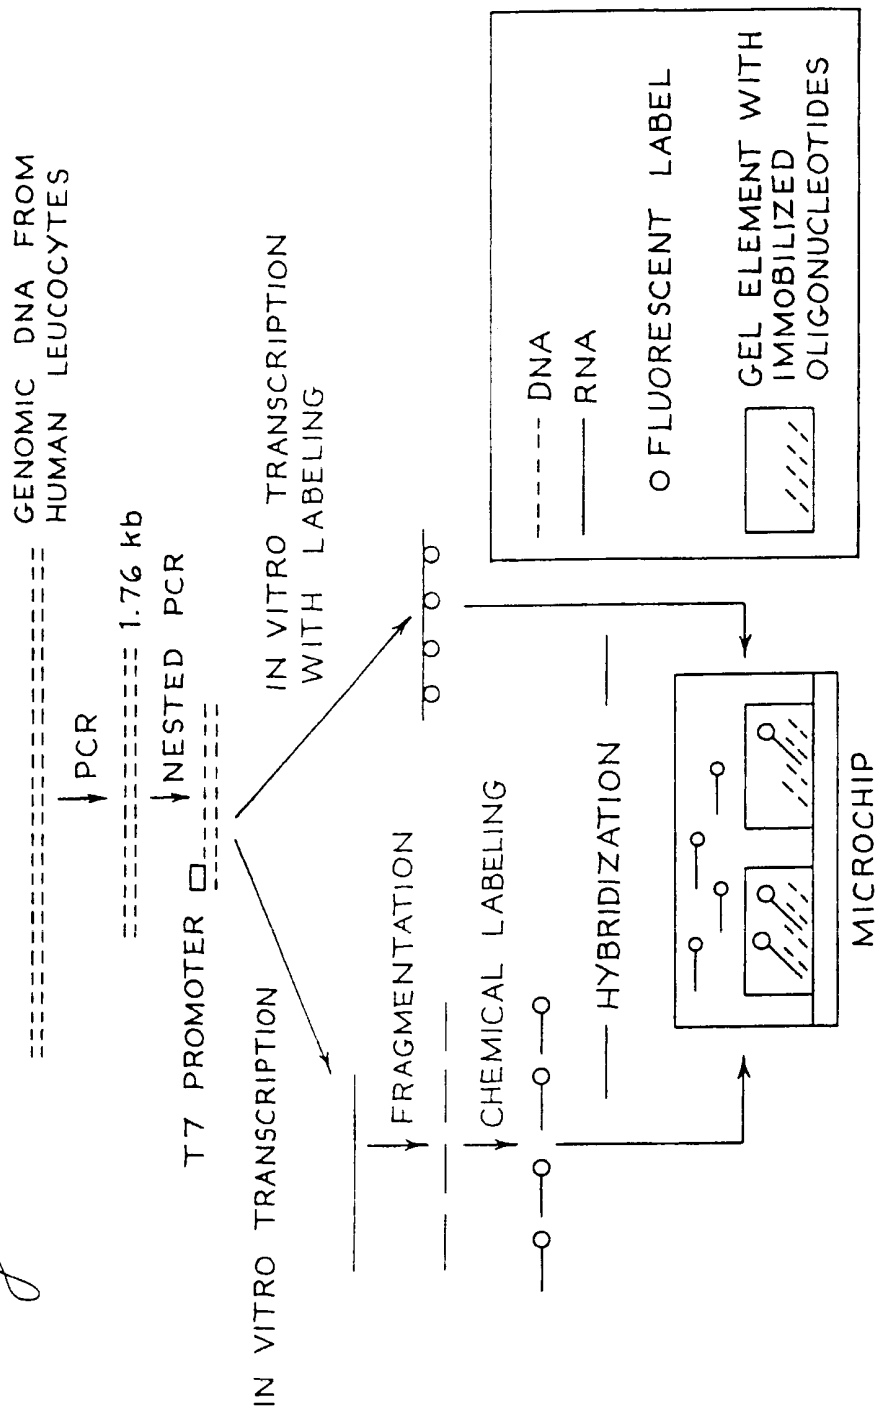 GENOMIC DNA FROM
HUMAN LEUCOCYTES
PCR
1.76 kb
NESTED PCR
T7 PROMOTER
IN VITRO TRANSCRIPTION
IN VITRO TRANSCRIPTION
WITH LABELING
FRAGMENTATION
CHEMICAL LABELING
HYBRIDIZATION
MICROCHIP
DNA
RNA
FLUORESCENT LABEL
GEL ELEMENT WITH
IMMOBILIZED
OLIGONUCLEOTIDES